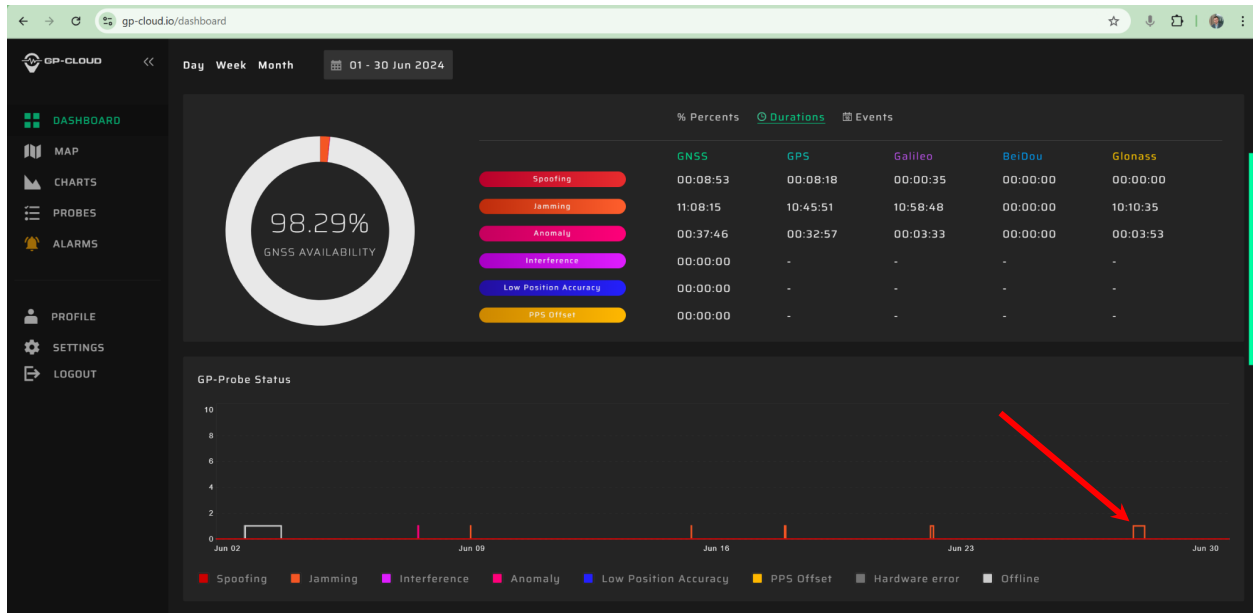 gp-cloud.io/dashboard
GP-CLOUD
Day Week Month 01 - 30 Jun 2024
DASHBOARD
MAP
CHARTS
PROBES
ALARMS
PROFILE
SETTINGS
LOGOUT
98.29%
GNSS AVAILABILITY
% Percents Durations Events
GNSS GPS Galileo BeiDou Glonass
Spoofing 00:08:53 00:08:18 00:00:35 00:00:00 00:00:00
Jamming 11:08:15 10:45:51 10:58:48 00:00:00 10:10:35
Anomaly 00:37:46 00:32:57 00:03:33 00:00:00 00:03:53
Interference 00:00:00 - - - -
Low Position Accuracy 00:00:00 - - - -
PPS Offset 00:00:00 - - - -
GP-Probe Status
10
8
6
4
2
0
Jun 02 Jun 09 Jun 16 Jun 23 Jun 30
Spoofing Jamming Interference Anomaly Low Position Accuracy PPS Offset Hardware error Offline